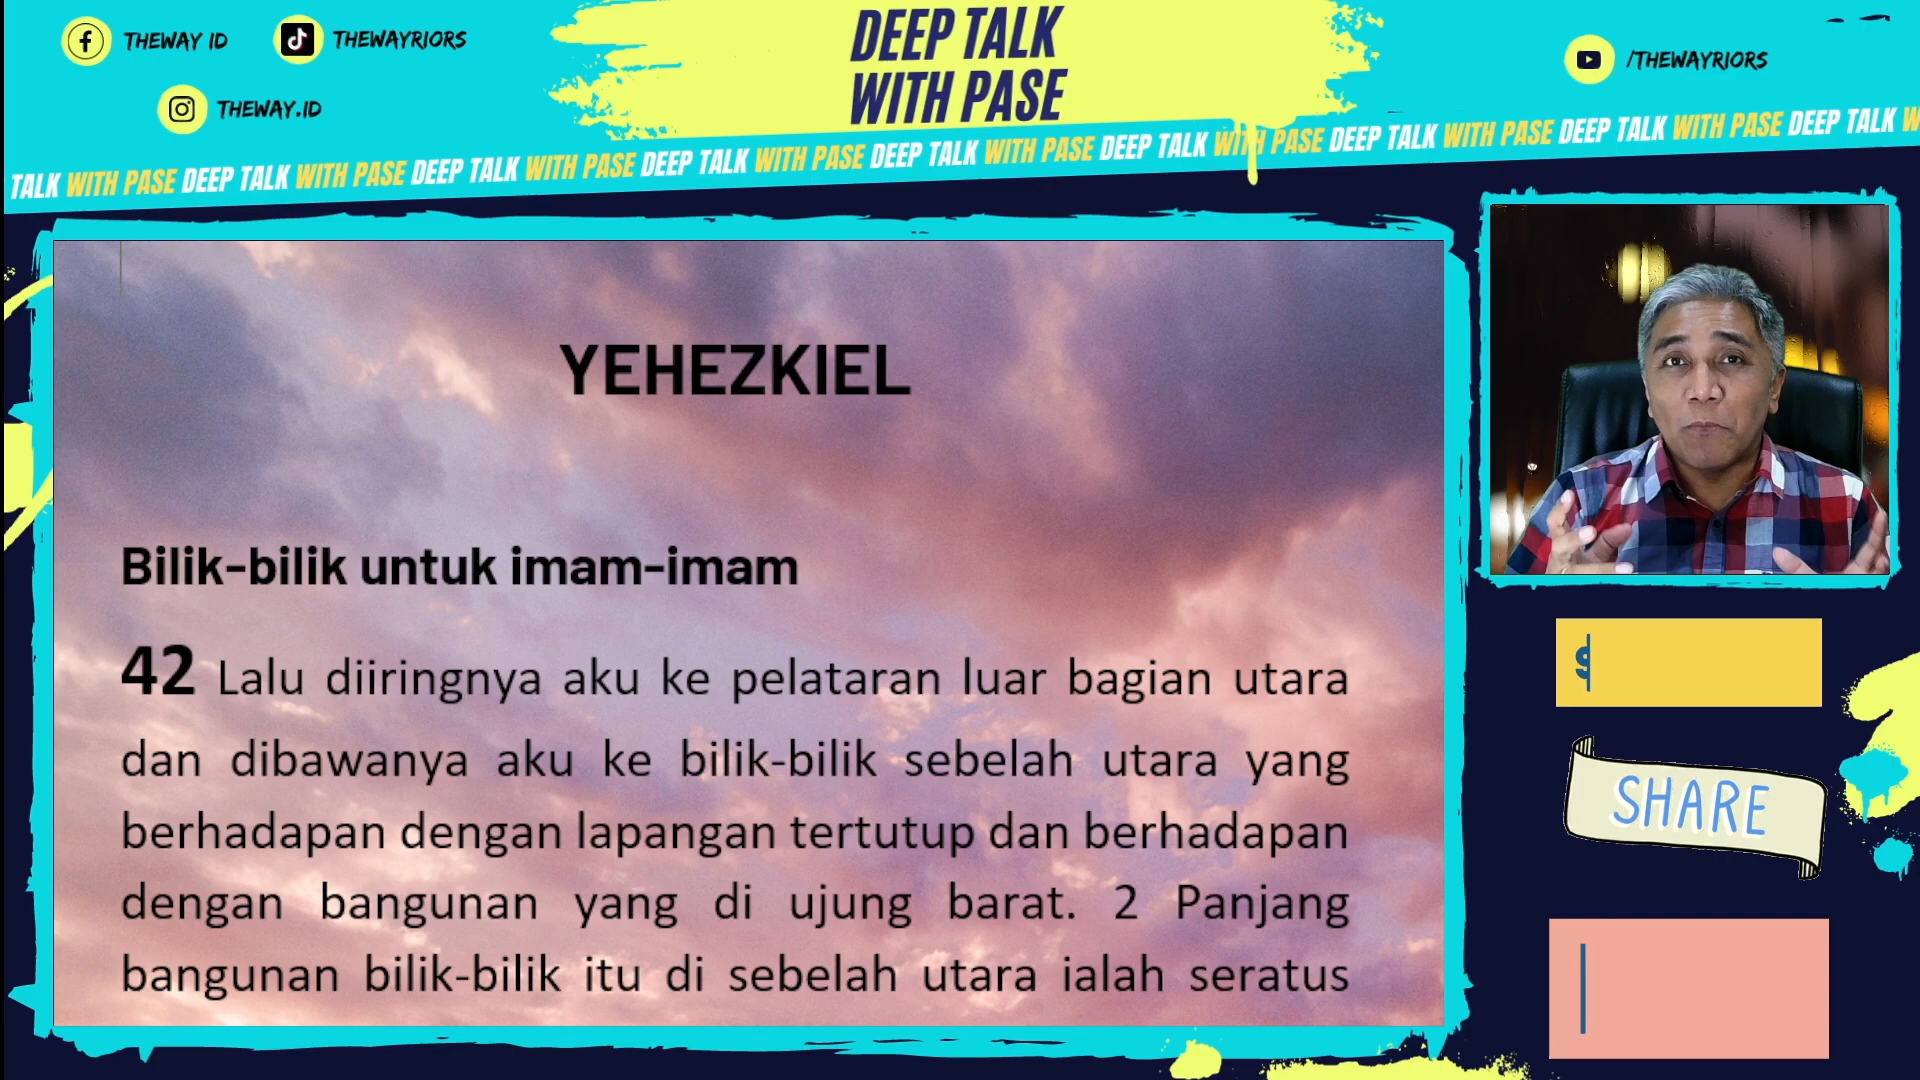 THEWAY ID
THEWAYRIORS
THEWAY.ID
DEEP TALK
WITH PASE
/THEWAYRIORS
TALK WITH PASE DEEP TALK WITH PASE DEEP TALK WITH PASE DEEP TALK WITH PASE DEEP TALK WITH PASE DEEP TALK WITH PASE DEEP TALK WITH PASE DEEP TALK WITH PASE DEEP TALK W
YEHEZKIEL
Bilik-bilik untuk imam-imam
42 Lalu diiringnya aku ke pelataran luar bagian utara
dan dibawanya aku ke bilik-bilik sebelah utara yang
berhadapan dengan lapangan tertutup dan berhadapan
dengan bangunan yang di ujung barat. 2 Panjang
bangunan bilik-bilik itu di sebelah utara ialah seratus
SHARE